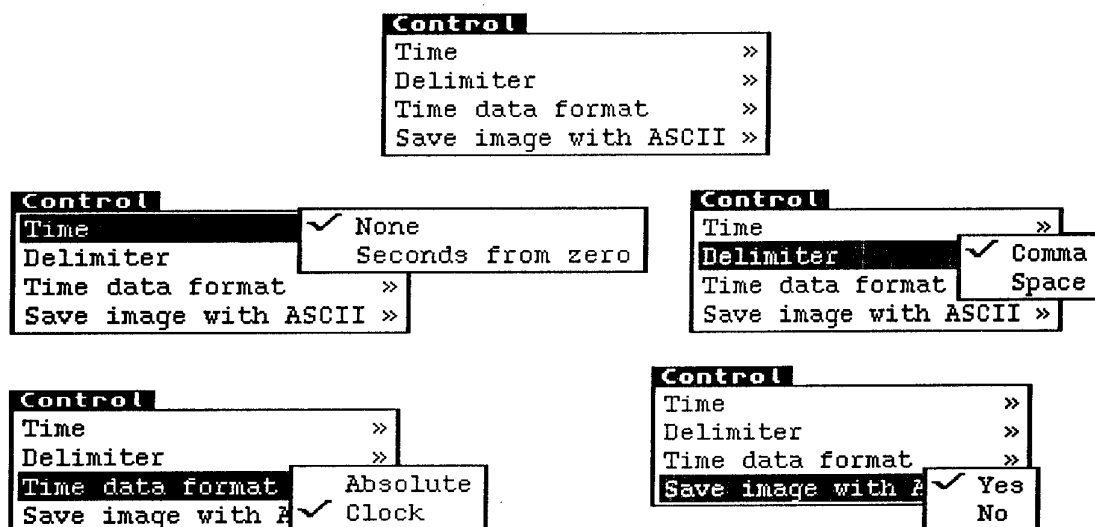 Control
Time »
Delimiter »
Time data format »
Save image with ASCII »
Control
Time
✓ None
Seconds from zero
Delimiter
Time data format »
Save image with ASCII »
Control
Time »
Delimiter
✓ Comma
Space
Time data format
Save image with ASCII »
Control
Time »
Delimiter »
Time data format
Absolute
Save image with A
✓ Clock
Control
Time »
Delimiter »
Time data format »
Save image with A
✓ Yes
No